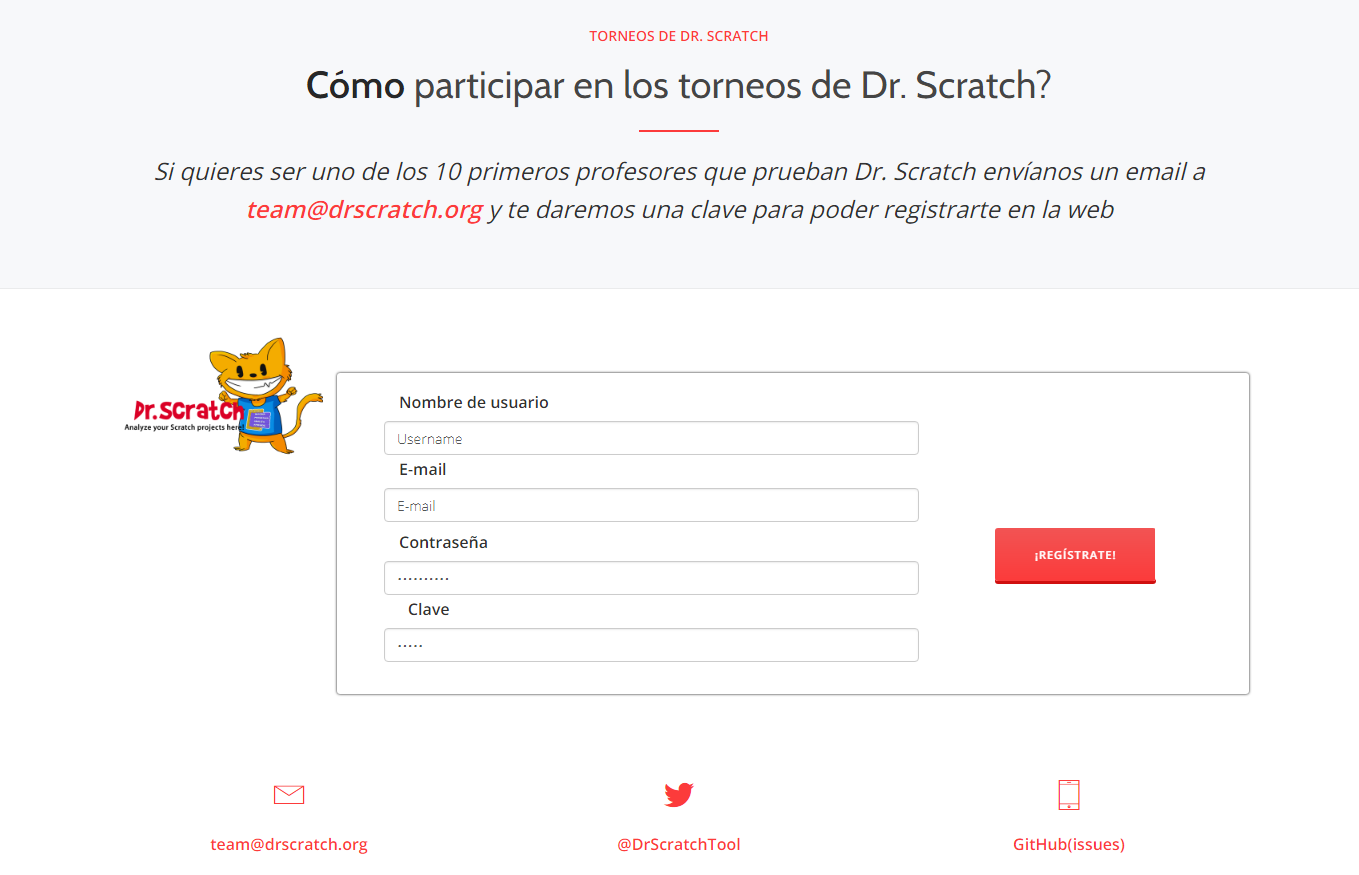 TORNEOS DE DR. SCRATCH
Cómo participar en los torneos de Dr. Scratch?
Si quieres ser uno de los 10 primeros profesores que prueban Dr. Scratch envíanos un email a
team@drscratch.org y te daremos una clave para poder registrarte en la web
Dr.Scratch
Analyze your Scratch projects here!
Nombre de usuario
Username
E-mail
E-mail
Contraseña
··········
Clave
·····
¡REGÍSTRATE!
team@drscratch.org
@DrScratchTool
GitHub(issues)